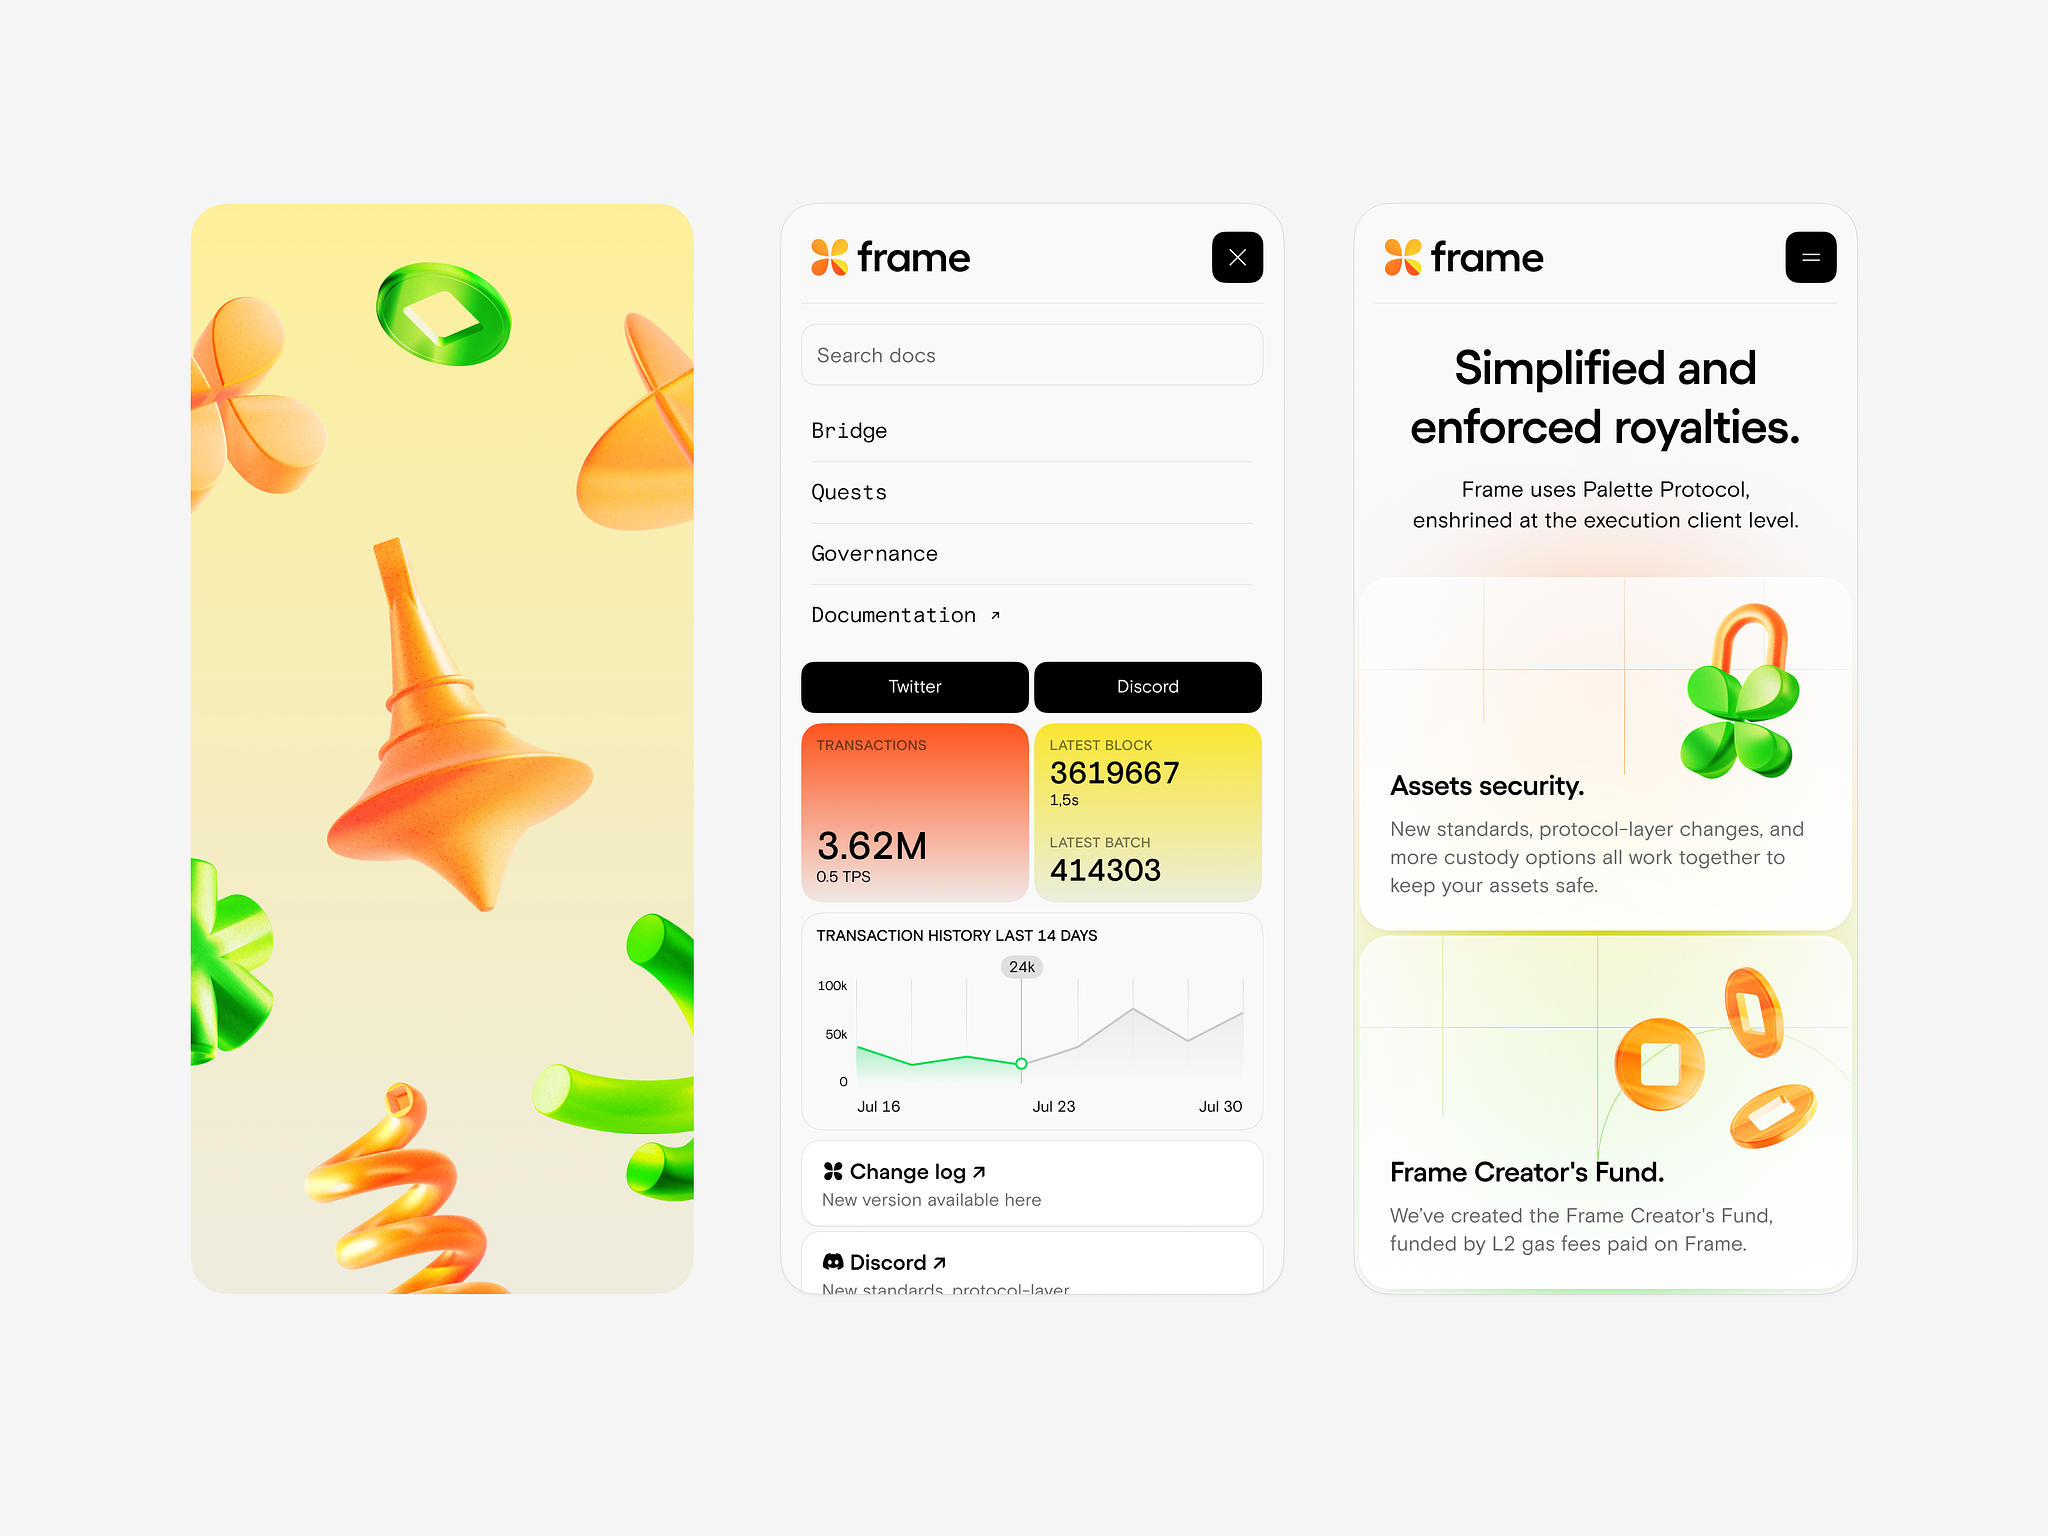 frame
Search docs
Bridge
Quests
Governance
Documentation ↗
Twitter
Discord
TRANSACTIONS
3.62M
0.5 TPS
LATEST BLOCK
3619667
1,5s
LATEST BATCH
414303
TRANSACTION HISTORY LAST 14 DAYS
24k
100k
50k
0
Jul 16
Jul 23
Jul 30
Change log ↗
New version available here
Discord ↗
New standards, protocol-layer
frame
Simplified and
enforced royalties.
Frame uses Palette Protocol,
enshrined at the execution client level.
Assets security.
New standards, protocol-layer changes, and
more custody options all work together to
keep your assets safe.
Frame Creator's Fund.
We’ve created the Frame Creator's Fund,
funded by L2 gas fees paid on Frame.